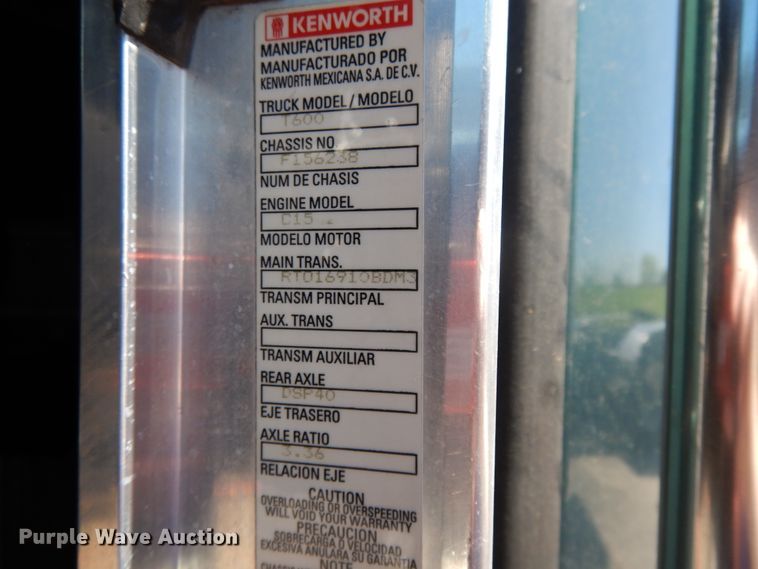 KENWORTH
MANUFACTURED BY
MANUFACTURADO POR
KENWORTH MEXICANA S.A. DE C.V.
TRUCK MODEL / MODELO
T600
CHASSIS NO
F156238
NUM DE CHASIS
ENGINE MODEL
C15
MODELO MOTOR
MAIN TRANS.
RTO16910BDM3
TRANSM PRINCIPAL
AUX. TRANS
TRANSM AUXILIAR
REAR AXLE
DSP40
EJE TRASERO
AXLE RATIO
3.36
RELACION EJE
CAUTION
OVERLOADING OR OVERSPEEDING
WILL VOID YOUR WARRANTY
PRECAUCION
SOBRECARGA O VELOCIDAD
EXCESIVA ANULARA SU GARANTIA
NOTE
Purple Wave Auction